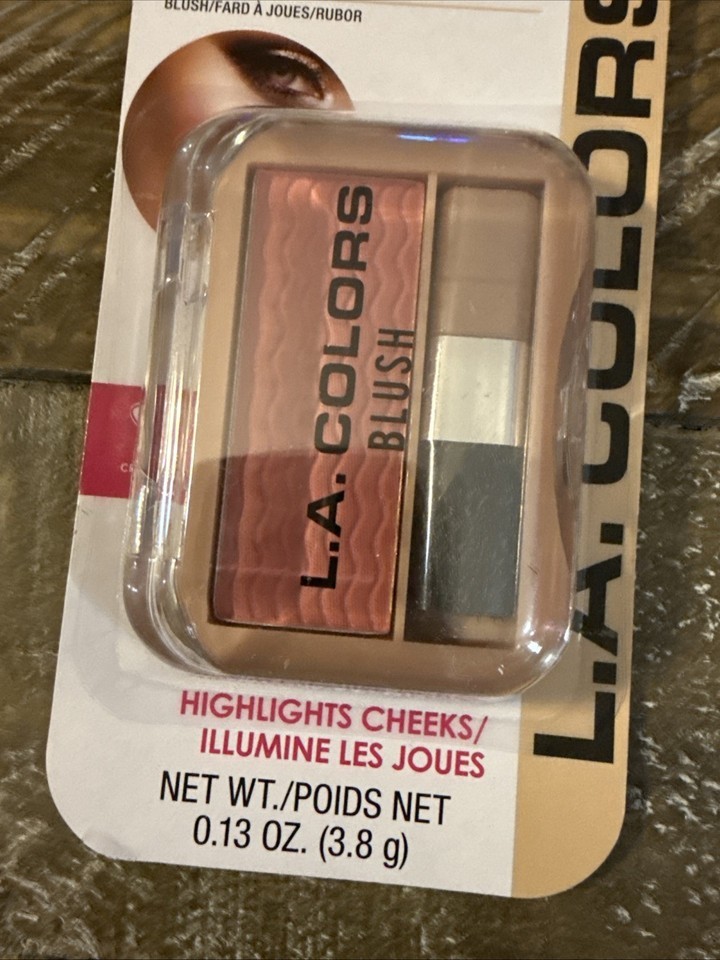 BLUSH/FARD À JOUES/RUBOR
L.A. COLORS
BLUSH
L.A. COLORS
HIGHLIGHTS CHEEKS/
ILLUMINE LES JOUES
NET WT./POIDS NET
0.13 OZ. (3.8 g)